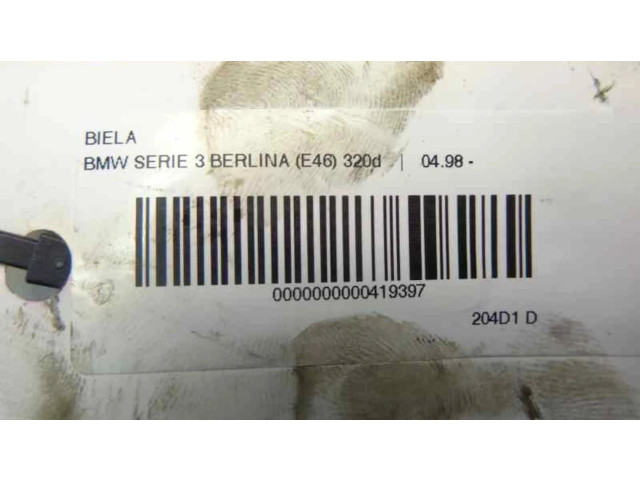 BIELA
BMW SERIE 3 BERLINA (E46) 320d | 04.98 -
0000000000419397
204D1 D